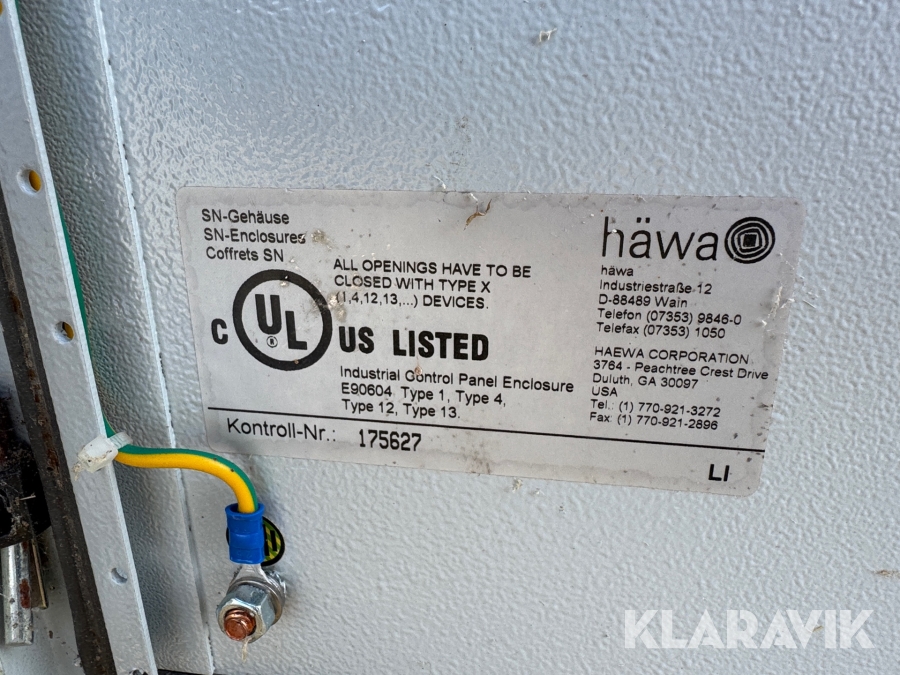 SN-Gehäuse
SN-Enclosures
Coffrets SN
ALL OPENINGS HAVE TO BE
CLOSED WITH TYPE X
(1,4,12,13,...) DEVICES.
C UL ® US LISTED
Industrial Control Panel Enclosure
E90604, Type 1, Type 4,
Type 12, Type 13.
Kontroll-Nr.: 175627
häwa
häwa
Industriestraße 12
D-88489 Wain
Telefon (07353) 9846-0
Telefax (07353) 1050
HAEWA CORPORATION
3764 - Peachtree Crest Drive
Duluth, GA 30097
USA
Tel.: (1) 770-921-3272
Fax: (1) 770-921-2896
LI
KLARAVIK